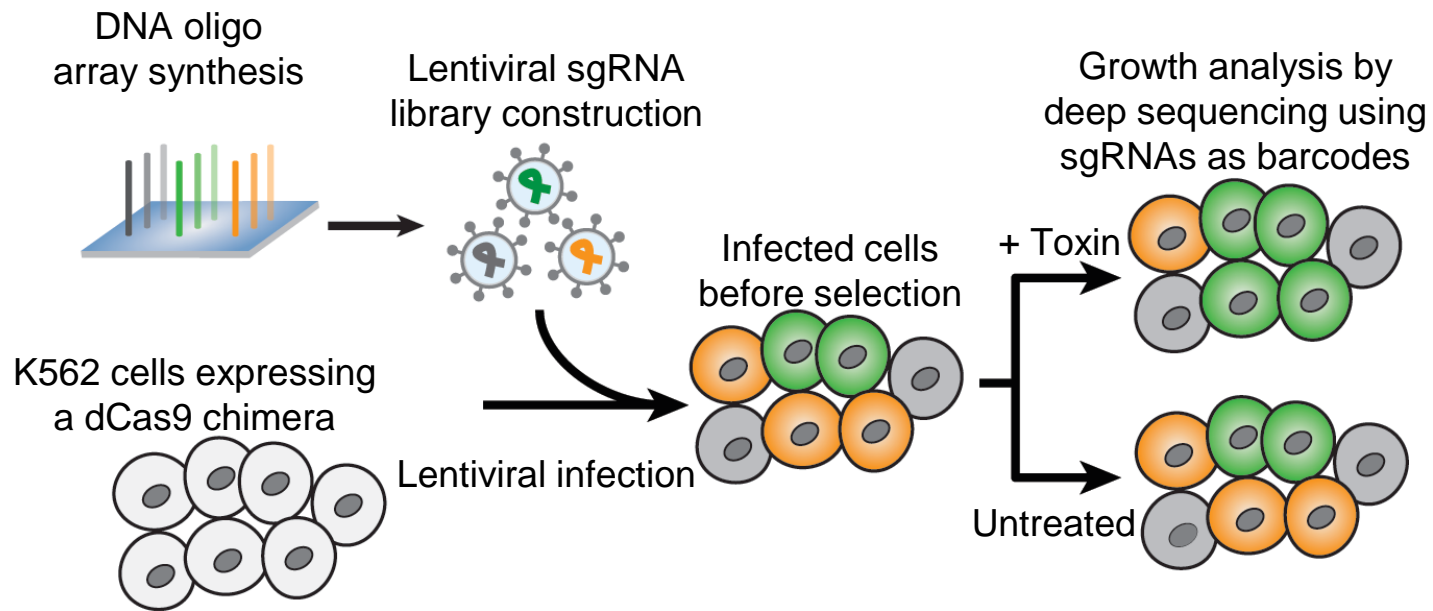 DNA oligo
array synthesis
Lentiviral sgRNA
library construction
K562 cells expressing
a dCas9 chimera
Lentiviral infection
Infected cells
before selection
+ Toxin
Untreated
Growth analysis by
deep sequencing using
sgRNAs as barcodes